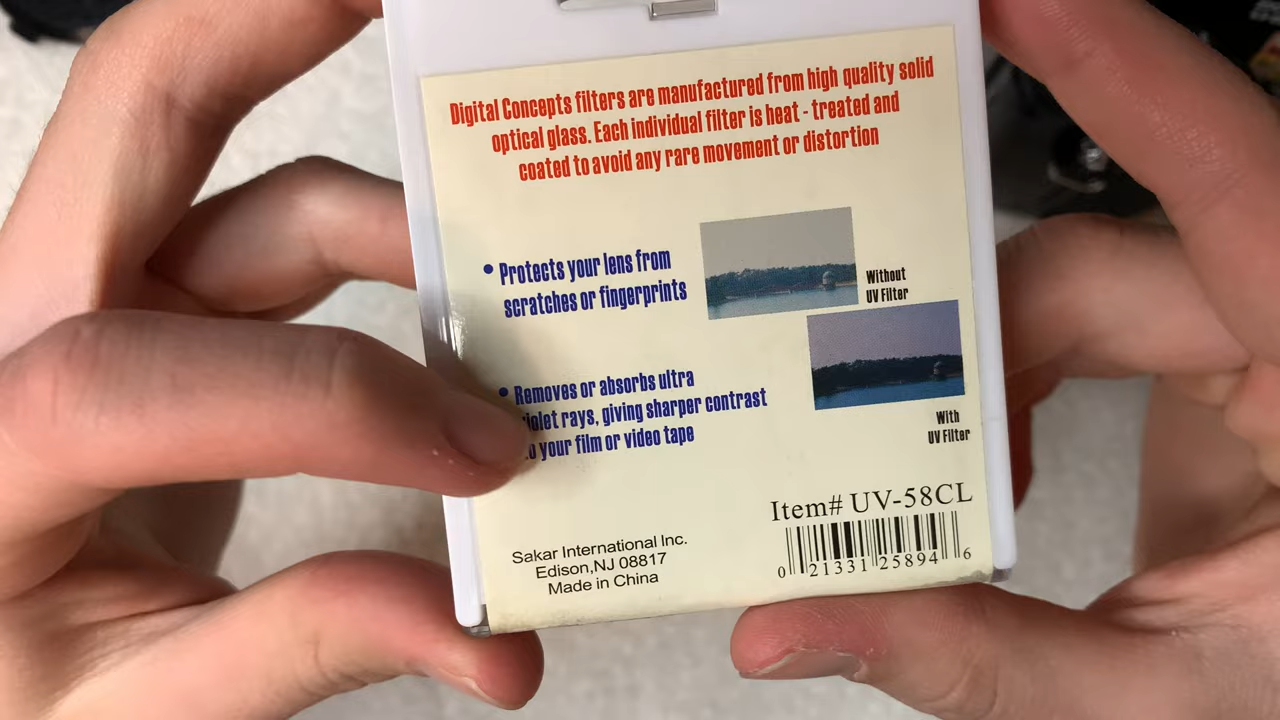 Digital Concepts filters are manufactured from high quality solid
optical glass. Each individual filter is heat - treated and
coated to avoid any rare movement or distortion
• Protects your lens from
scratches or fingerprints
Without
UV Filter
• Removes or absorbs ultra
rays, giving sharper contrast
your film or video tape
With
UV Filter
Item# UV-58CL
Sakar International Inc.
Edison,NJ 08817
Made in China
0 21331 25894 6